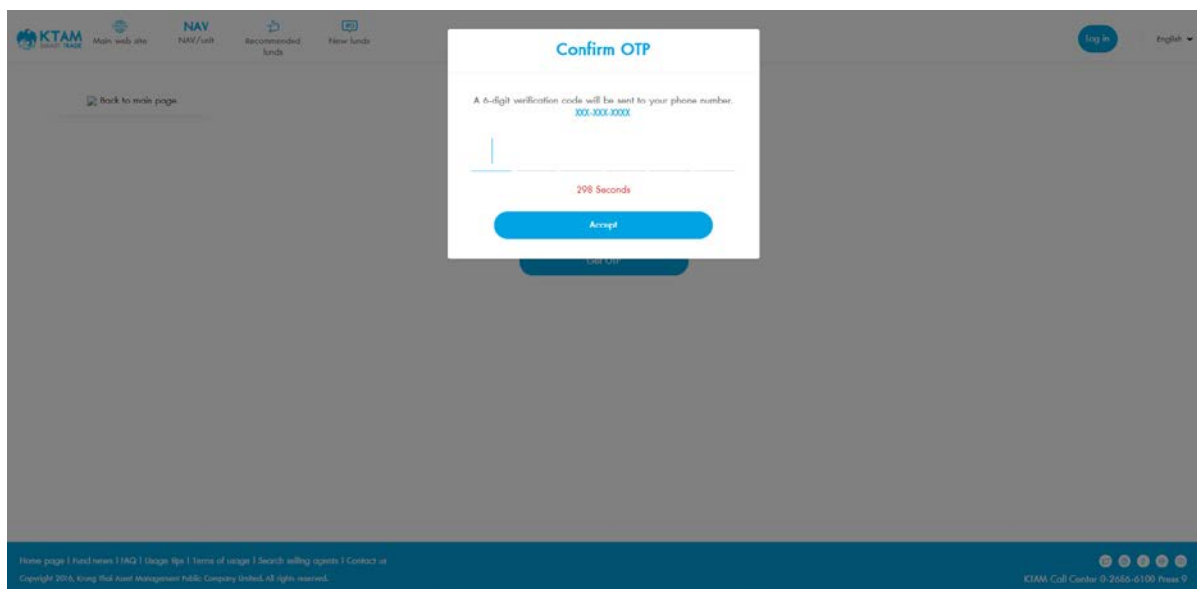 KTAM
SMART TRADE
Main web site
NAV
NAV/unit
Recommended
funds
New funds
Log in
English
Back to main page
Confirm OTP
A 6-digit verification code will be sent to your phone number.
XXX-XXX-XXXX
298 Seconds
Accept
Get OTP
Home page | Fund news | FAQ | Usage tips | Terms of usage | Search selling agents | Contact us
Copyright 2016, Krung Thai Asset Management Public Company Limited. All rights reserved.
KTAM Call Center 0-2686-6100 Press 9